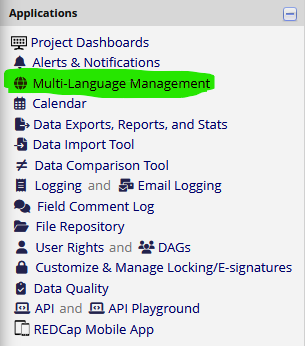 Applications
Project Dashboards
Alerts & Notifications
Multi-Language Management
Calendar
Data Exports, Reports, and Stats
Data Import Tool
Data Comparison Tool
Logging and Email Logging
Field Comment Log
File Repository
User Rights and DAGs
Customize & Manage Locking/E-signatures
Data Quality
API and API Playground
REDCap Mobile App